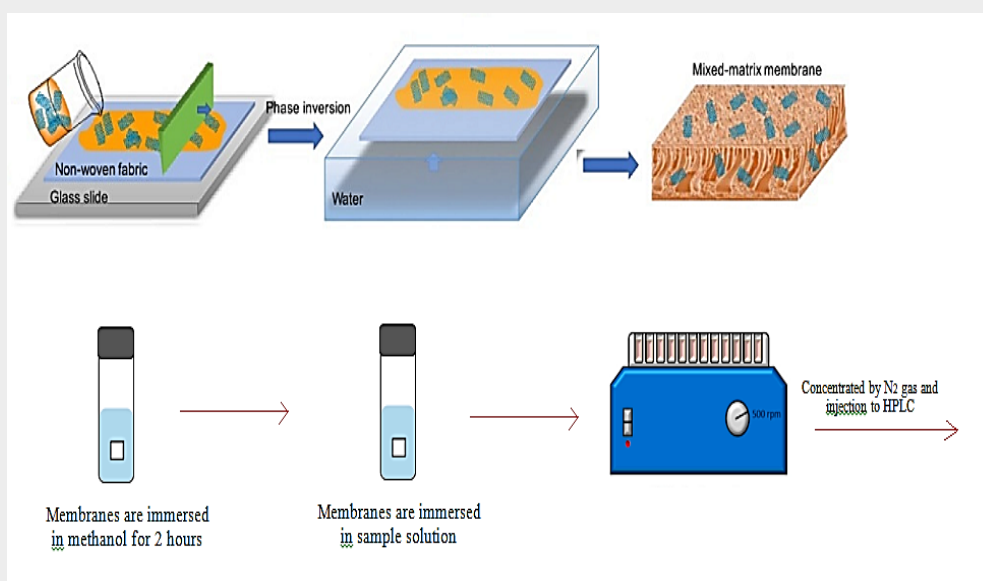 Mixed-matrix membrane
Phase inversion
Non-woven fabric
Glass slide
Water
Concentrated by N2 gas and
injection to HPLC
500 rpm
Membranes are immersed
in methanol for 2 hours
Membranes are immersed
in sample solution